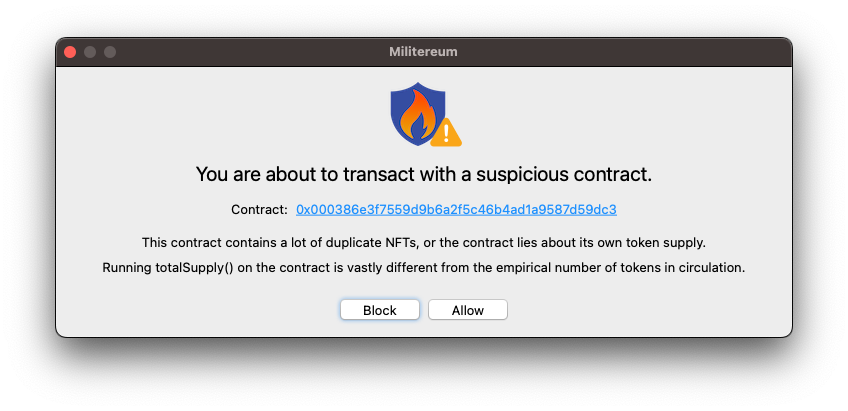 Militereum
You are about to transact with a suspicious contract.
Contract: 0x000386e3f7559d9b6a2f5c46b4ad1a9587d59dc3
This contract contains a lot of duplicate NFTs, or the contract lies about its own token supply.
Running totalSupply() on the contract is vastly different from the empirical number of tokens in circulation.
Block Allow